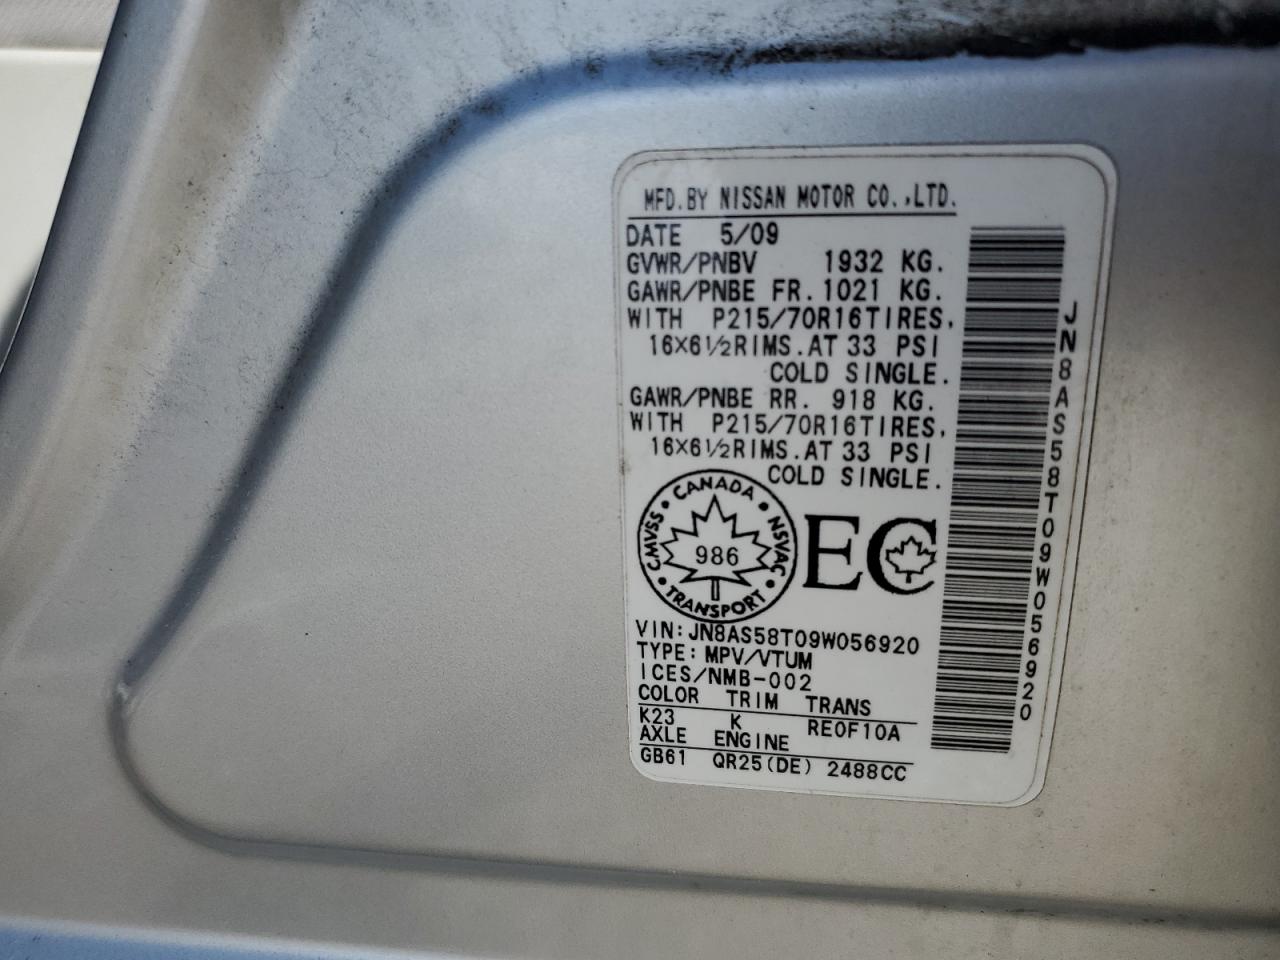 MFD.BY NISSAN MOTOR CO.,LTD.
DATE 5/09
GVWR/PNBV 1932 KG.
GAWR/PNBE FR. 1021 KG.
WITH P215/70R16TIRES,
16X6½RIMS.AT 33 PSI
COLD SINGLE.
GAWR/PNBE RR. 918 KG.
WITH P215/70R16TIRES,
16X6½RIMS.AT 33 PSI
COLD SINGLE.
CANADA
CMVSS NSVAC
986
TRANSPORT
EC
VIN: JN8AS58T09W056920
TYPE: MPV/VTUM
ICES/NMB-002
COLOR TRIM TRANS
K23 K RE0F10A
AXLE ENGINE
GB61 QR25(DE) 2488CC
JN8AS58T09W056920